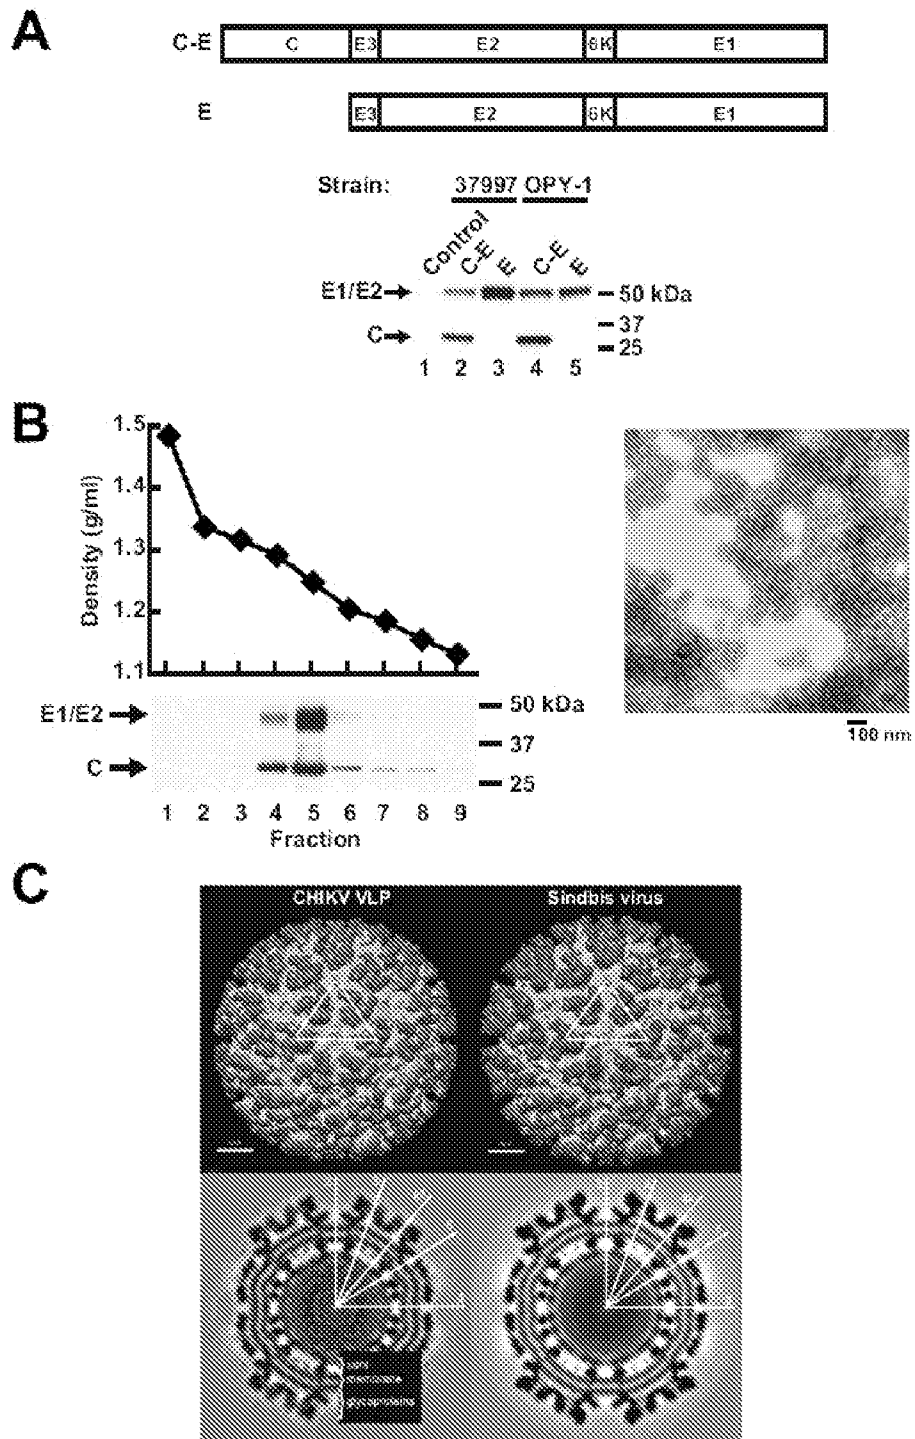 A
C-E C E3 E2 6K E1
E E3 E2 6K E1
Strain: 37997 OPY-1
Control C-E E C-E E
E1/E2 50 kDa
37
C 25
1 2 3 4 5
B
1.5
1.4
1.3
1.2
1.1
Density (g/ml)
E1/E2 50 kDa
37
C 25
1 2 3 4 5 6 7 8 9
Fraction
100 nm
C
CHIKV VLP Sindbis virus
glycoproteins